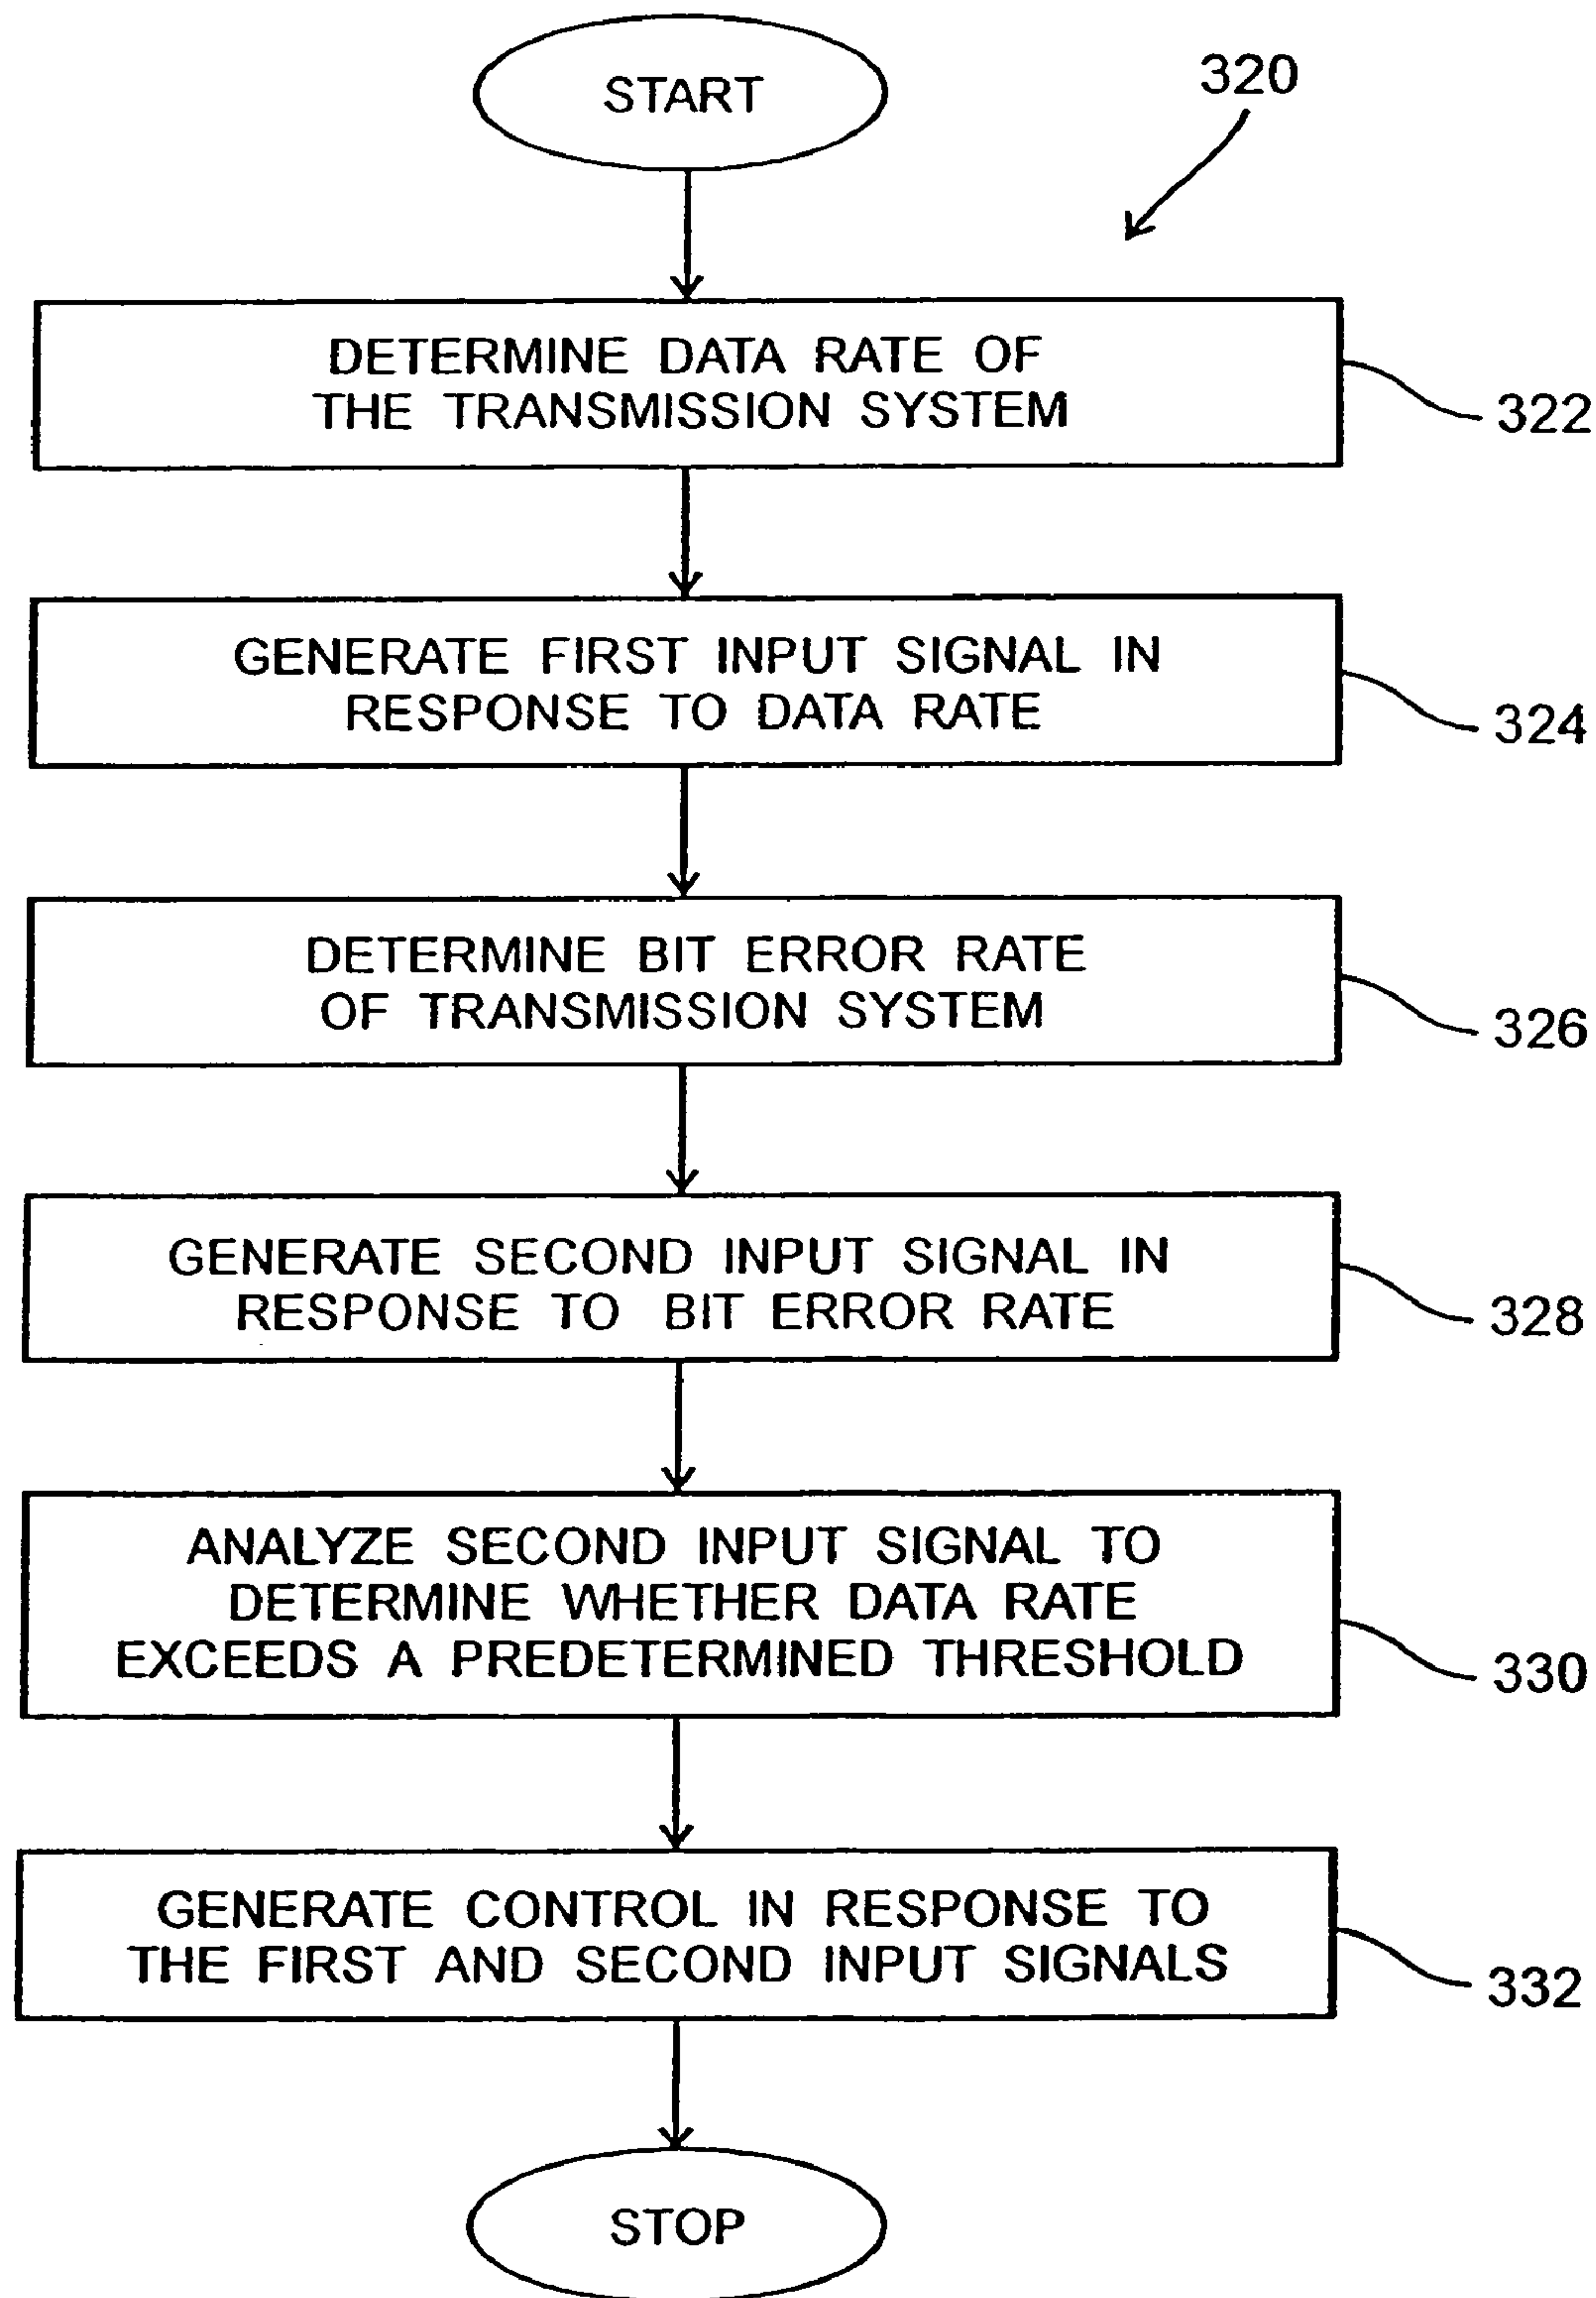 START
320
DETERMINE DATA RATE OF
THE TRANSMISSION SYSTEM
322
GENERATE FIRST INPUT SIGNAL IN
RESPONSE TO DATA RATE
324
DETERMINE BIT ERROR RATE
OF TRANSMISSION SYSTEM
326
GENERATE SECOND INPUT SIGNAL IN
RESPONSE TO BIT ERROR RATE
328
ANALYZE SECOND INPUT SIGNAL TO
DETERMINE WHETHER DATA RATE
EXCEEDS A PREDETERMINED THRESHOLD
330
GENERATE CONTROL IN RESPONSE TO
THE FIRST AND SECOND INPUT SIGNALS
332
STOP